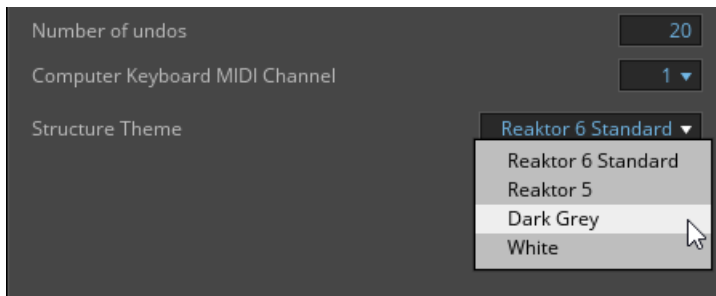 Number of undos 20
Computer Keyboard MIDI Channel 1
Structure Theme Reaktor 6 Standard
Reaktor 6 Standard
Reaktor 5
Dark Grey
White